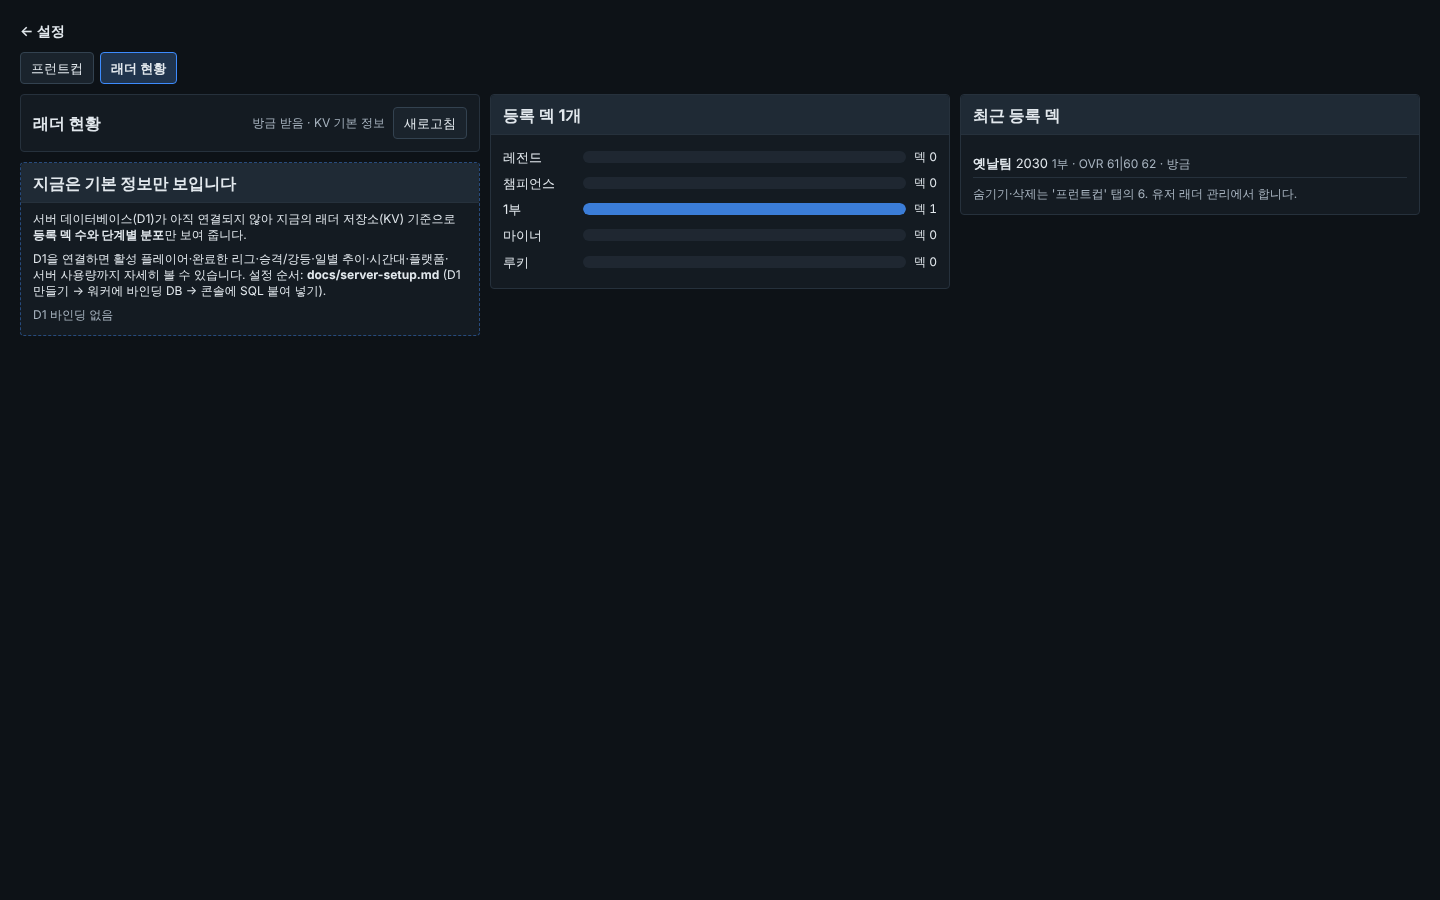 ← 설정
프런트컵
래더 현황
래더 현황
방금 받음 · KV 기본 정보
새로고침
지금은 기본 정보만 보입니다
서버 데이터베이스(D1)가 아직 연결되지 않아 지금의 래더 저장소(KV) 기준으로
등록 덱 수와 단계별 분포만 보여 줍니다.
D1을 연결하면 활성 플레이어·완료한 리그·승격/강등·일별 추이·시간대·플랫폼·
서버 사용량까지 자세히 볼 수 있습니다. 설정 순서: docs/server-setup.md (D1
만들기 → 워커에 바인딩 DB → 콘솔에 SQL 붙여 넣기).
D1 바인딩 없음
등록 덱 1개
레전드 덱 0
챔피언스 덱 0
1부 덱 1
마이너 덱 0
루키 덱 0
최근 등록 덱
옛날팀 2030 1부 · OVR 61|60 62 · 방금
숨기기·삭제는 '프런트컵' 탭의 6. 유저 래더 관리에서 합니다.